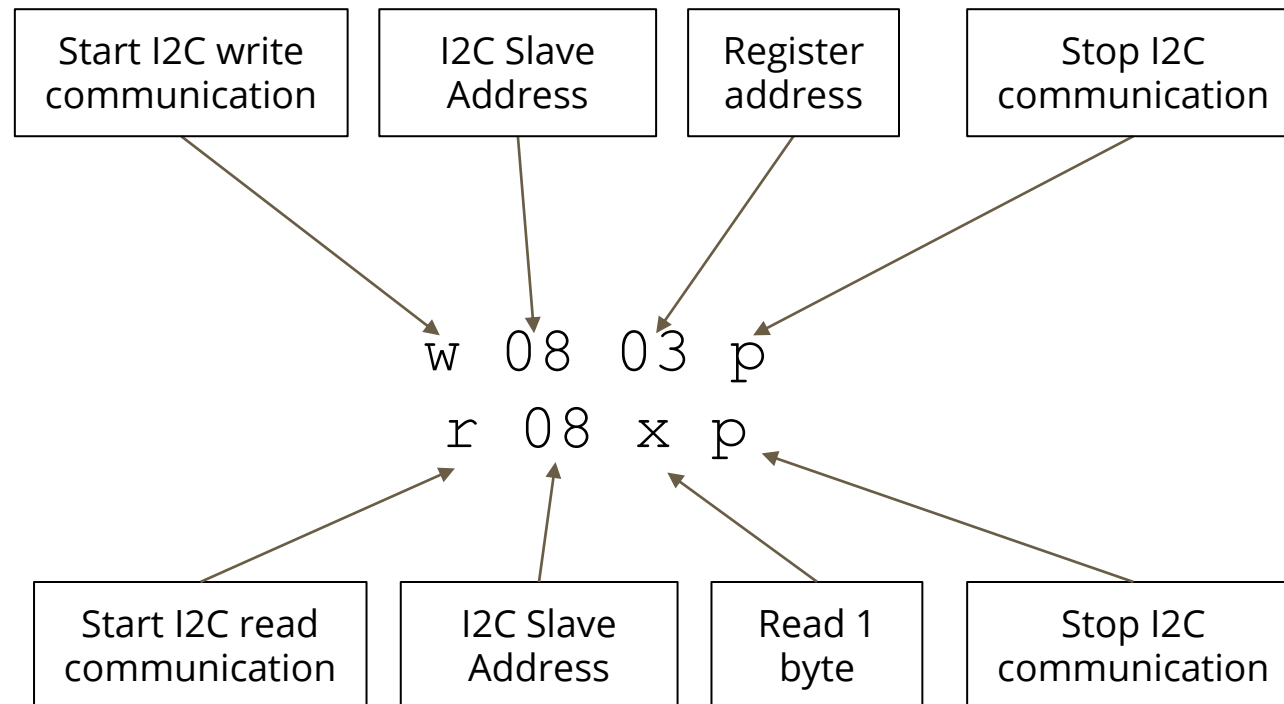 Start I2C write
communication
I2C Slave
Address
Register
address
Stop I2C
communication
w 08 03 p
r 08 x p
Start I2C read
communication
I2C Slave
Address
Read 1
byte
Stop I2C
communication